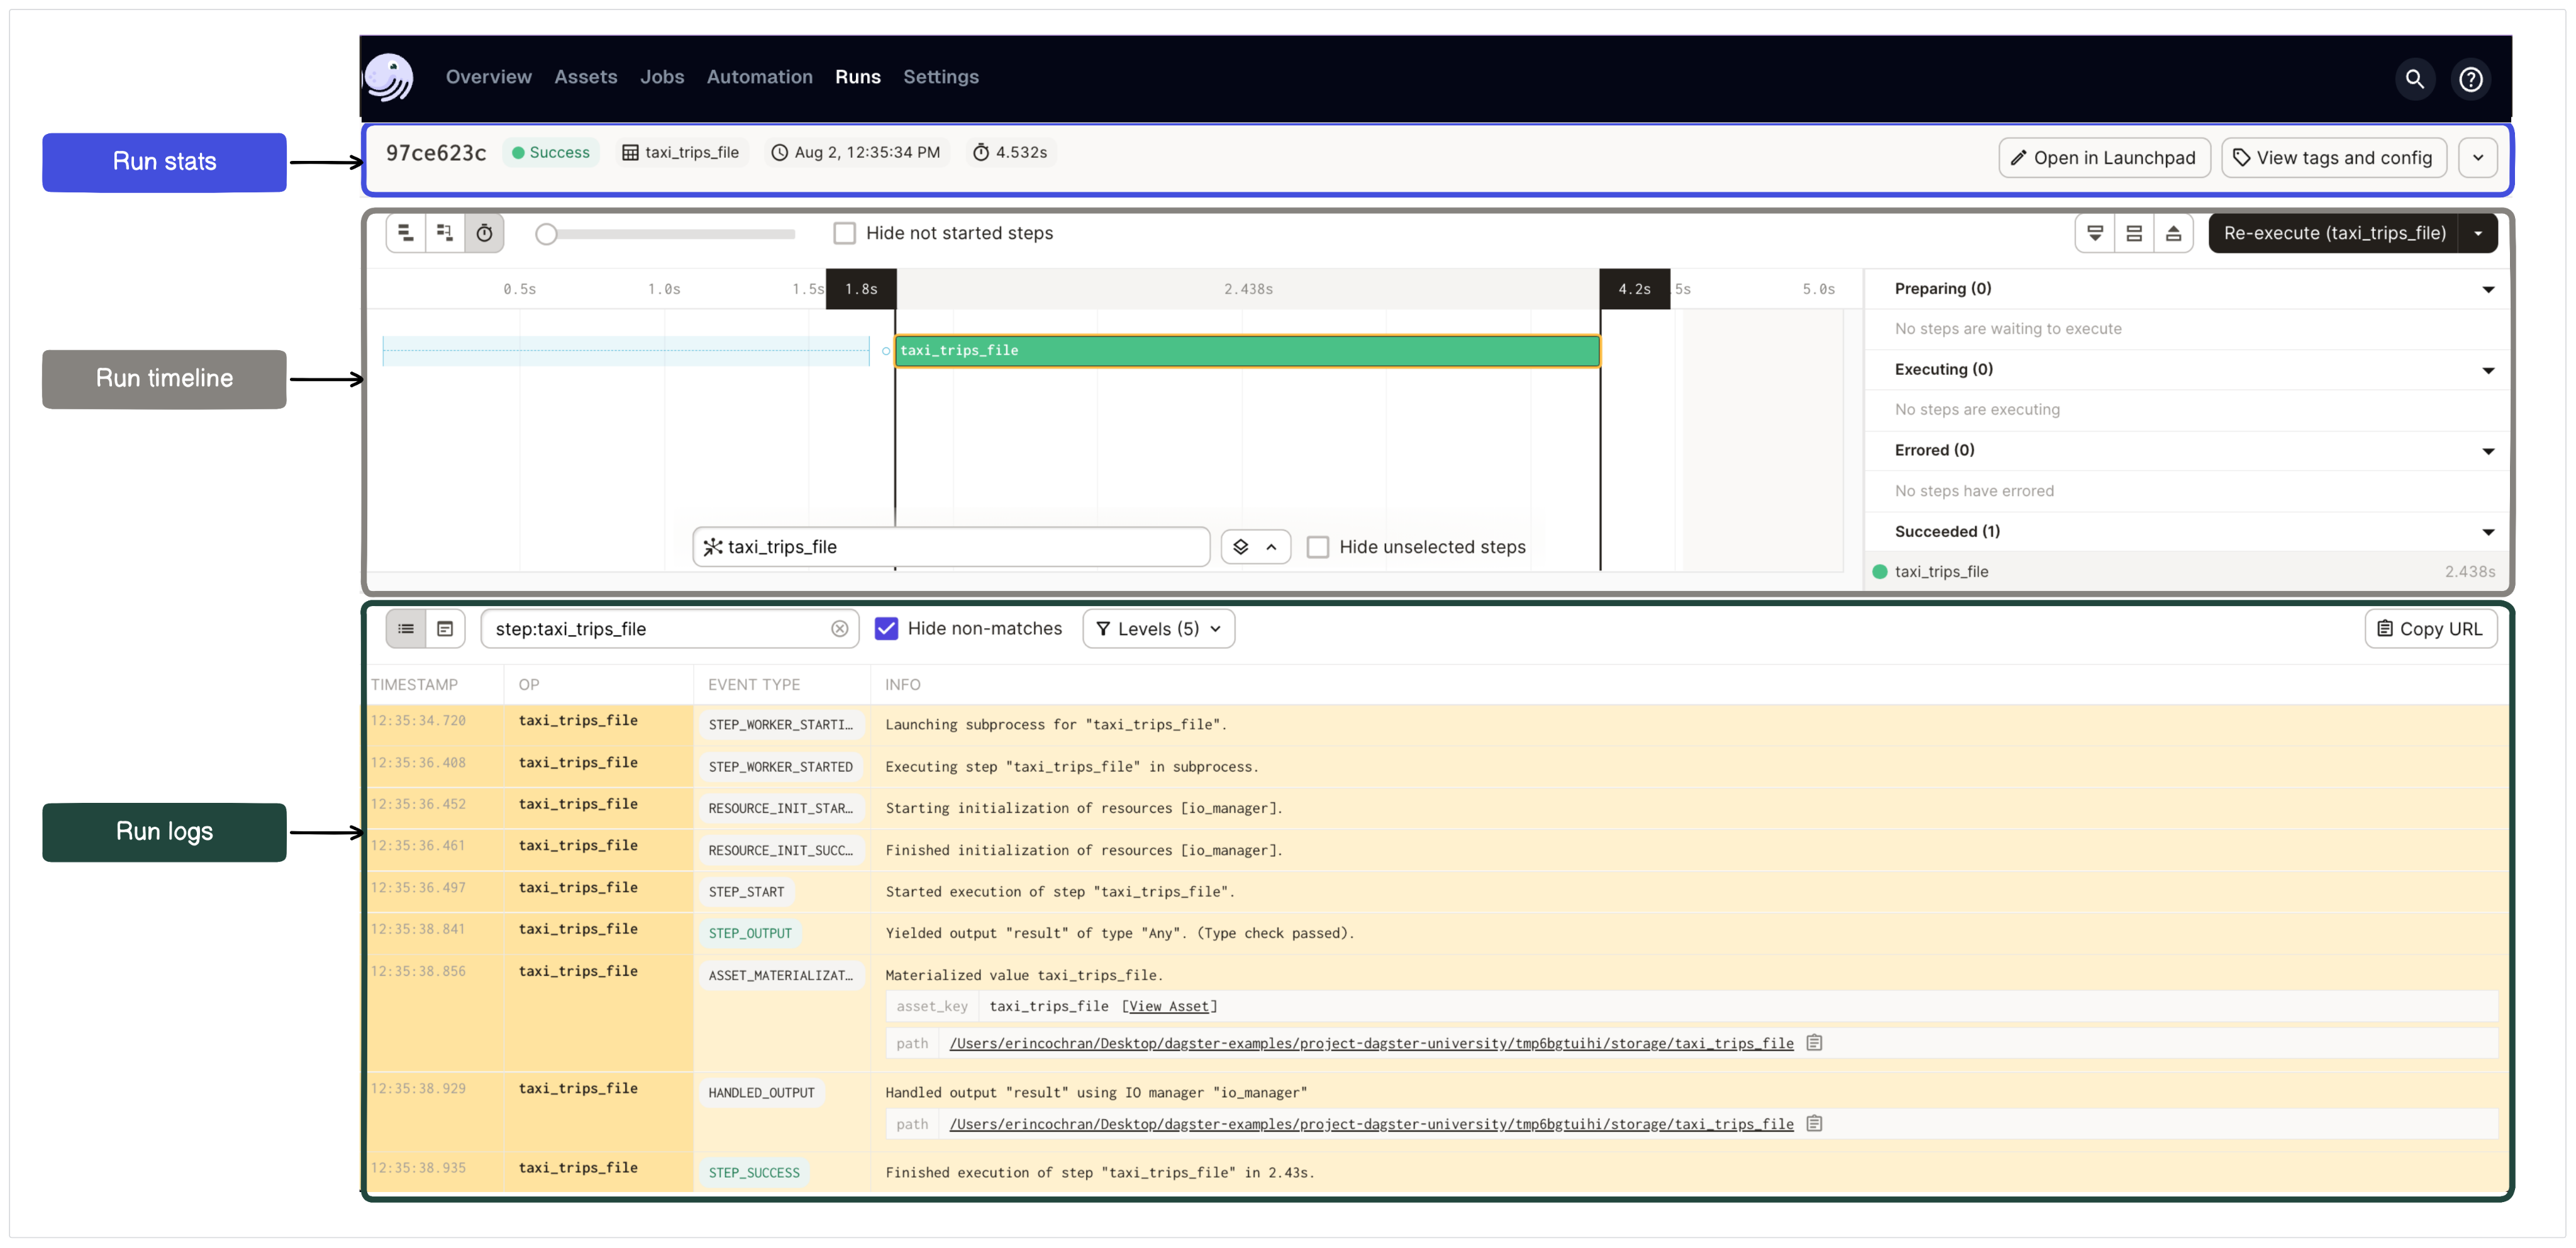 Overview Assets Jobs Automation Runs Settings
Run stats
97ce623c Success taxi_trips_file Aug 2, 12:35:34 PM 4.532s Open in Launchpad View tags and config
Hide not started steps Re-execute (taxi_trips_file)
0.5s 1.0s 1.5s 1.8s 2.438s 4.2s 5s 5.0s
Preparing (0)
No steps are waiting to execute
taxi_trips_file
Run timeline
Executing (0)
No steps are executing
Errored (0)
No steps have errored
taxi_trips_file Hide unselected steps
Succeeded (1)
taxi_trips_file 2.438s
step:taxi_trips_file Hide non-matches Levels (5) Copy URL
TIMESTAMP OP EVENT TYPE INFO
12:35:34.720 taxi_trips_file STEP_WORKER_STARTI… Launching subprocess for "taxi_trips_file".
12:35:36.408 taxi_trips_file STEP_WORKER_STARTED Executing step "taxi_trips_file" in subprocess.
12:35:36.452 taxi_trips_file RESOURCE_INIT_STAR… Starting initialization of resources [io_manager].
Run logs
12:35:36.461 taxi_trips_file RESOURCE_INIT_SUCC… Finished initialization of resources [io_manager].
12:35:36.497 taxi_trips_file STEP_START Started execution of step "taxi_trips_file".
12:35:38.841 taxi_trips_file STEP_OUTPUT Yielded output "result" of type "Any". (Type check passed).
12:35:38.856 taxi_trips_file ASSET_MATERIALIZAT… Materialized value taxi_trips_file.
asset_key taxi_trips_file [View Asset]
path /Users/erincochran/Desktop/dagster-examples/project-dagster-university/tmp6bgtuihi/storage/taxi_trips_file
12:35:38.929 taxi_trips_file HANDLED_OUTPUT Handled output "result" using IO manager "io_manager"
path /Users/erincochran/Desktop/dagster-examples/project-dagster-university/tmp6bgtuihi/storage/taxi_trips_file
12:35:38.935 taxi_trips_file STEP_SUCCESS Finished execution of step "taxi_trips_file" in 2.43s.